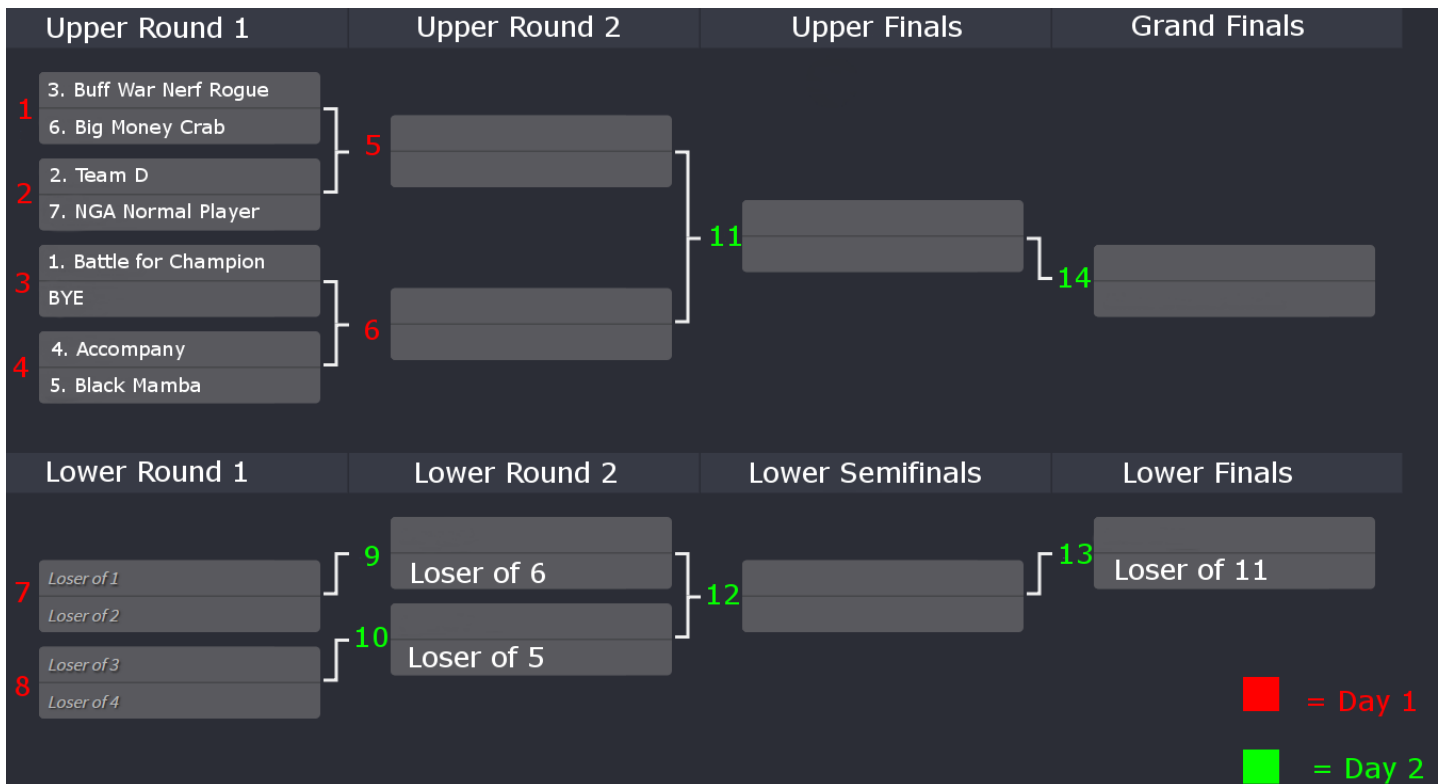 Upper Round 1
Upper Round 2
Upper Finals
Grand Finals
1
3. Buff War Nerf Rogue
6. Big Money Crab
2
2. Team D
7. NGA Normal Player
3
1. Battle for Champion
BYE
4
4. Accompany
5. Black Mamba
5
6
11
14
Lower Round 1
Lower Round 2
Lower Semifinals
Lower Finals
7
Loser of 1
Loser of 2
8
Loser of 3
Loser of 4
9
Loser of 6
10
Loser of 5
12
13
Loser of 11
= Day 1
= Day 2